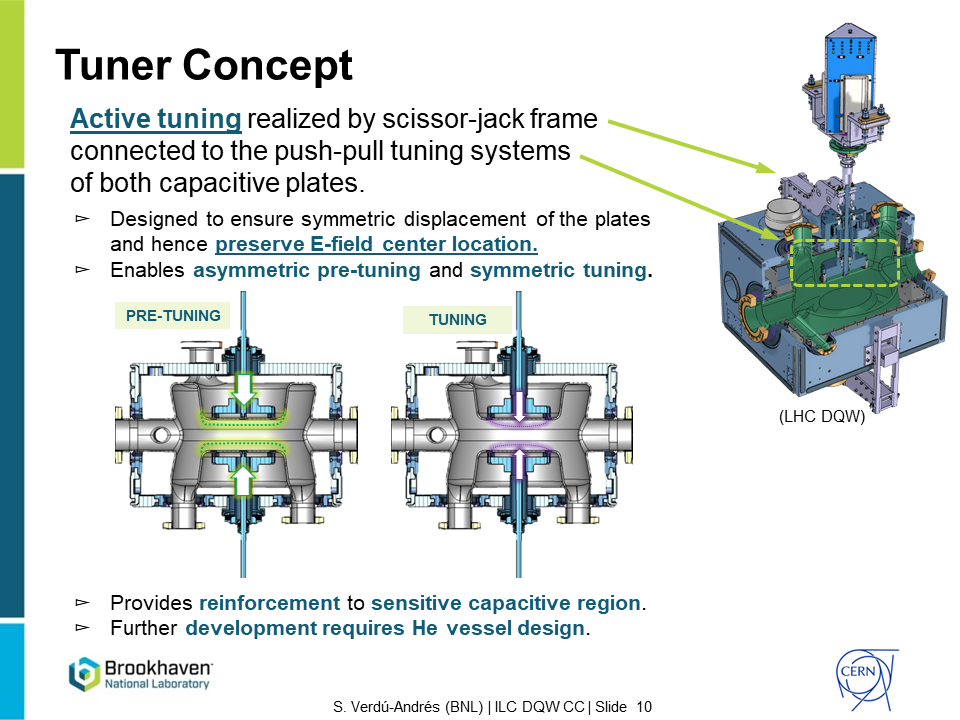 Tuner Concept
Active tuning realized by scissor-jack frame
connected to the push-pull tuning systems
of both capacitive plates.
➢ Designed to ensure symmetric displacement of the plates
and hence preserve E-field center location.
➢ Enables asymmetric pre-tuning and symmetric tuning.
PRE-TUNING
TUNING
(LHC DQW)
➢ Provides reinforcement to sensitive capacitive region.
➢ Further development requires He vessel design.
Brookhaven
National Laboratory
CERN
S. Verdú-Andrés (BNL) | ILC DQW CC | Slide 10